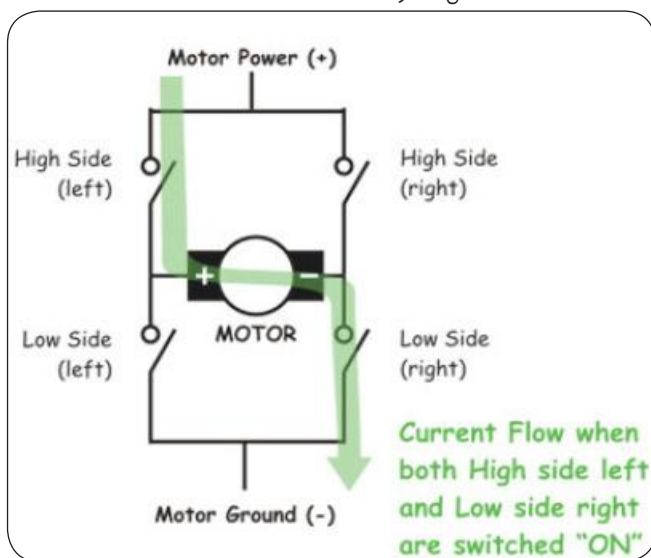 Motor Power (+)
High Side
(left)
High Side
(right)
+
−
MOTOR
Low Side
(left)
Low Side
(right)
Motor Ground (-)
Current Flow when
both High side left
and Low side right
are switched “ON”